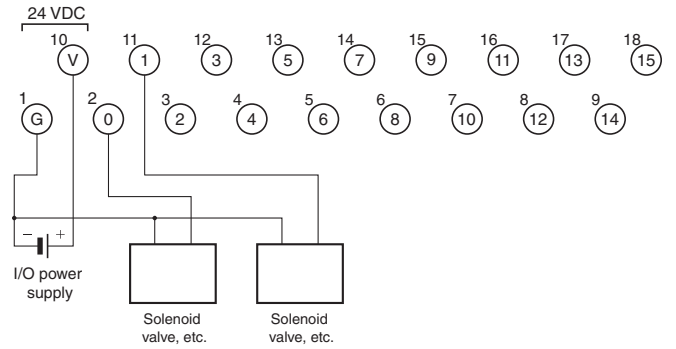 24 VDC
10 11 12 13 14 15 16 17 18
V 1 3 5 7 9 11 13 15
1 2 3 4 5 6 7 8 9
G 0 2 4 6 8 10 12 14
− +
I/O power
supply
Solenoid
valve, etc.
Solenoid
valve, etc.